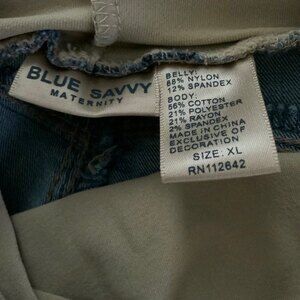 BLUE SAVVY
MATERNITY
BELLY:
88% NYLON
12% SPANDEX
BODY:
56% COTTON
21% POLYESTER
21% RAYON
2% SPANDEX
MADE IN CHINA
EXCLUSIVE OF
DECORATION
SIZE: XL
RN112642